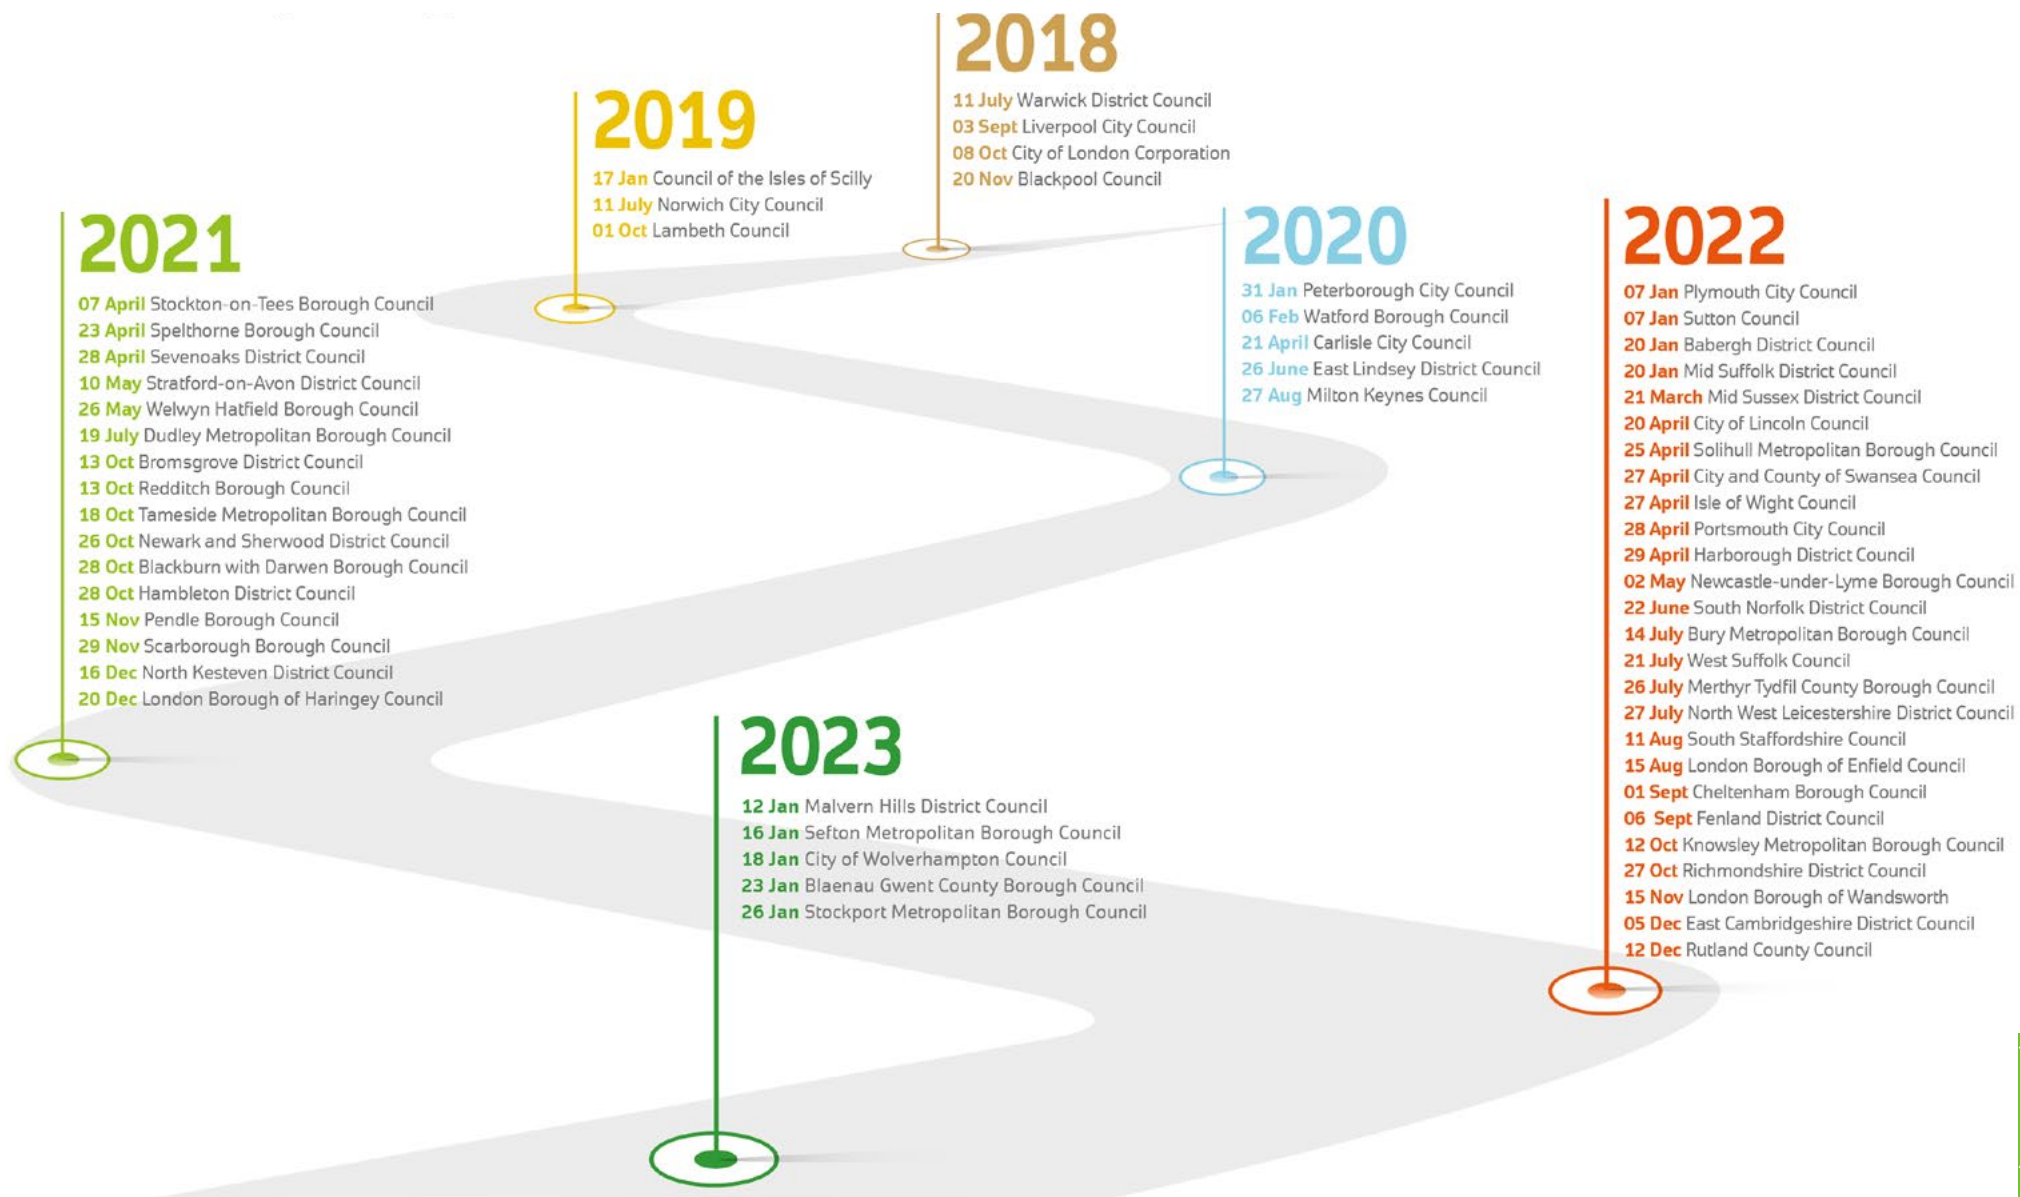 2018
11 July Warwick District Council
03 Sept Liverpool City Council
08 Oct City of London Corporation
20 Nov Blackpool Council
2019
17 Jan Council of the Isles of Scilly
11 July Norwich City Council
01 Oct Lambeth Council
2020
31 Jan Peterborough City Council
06 Feb Watford Borough Council
21 April Carlisle City Council
26 June East Lindsey District Council
27 Aug Milton Keynes Council
2021
07 April Stockton-on-Tees Borough Council
23 April Spelthorne Borough Council
28 April Sevenoaks District Council
10 May Stratford-on-Avon District Council
26 May Welwyn Hatfield Borough Council
19 July Dudley Metropolitan Borough Council
13 Oct Bromsgrove District Council
13 Oct Redditch Borough Council
18 Oct Tameside Metropolitan Borough Council
26 Oct Newark and Sherwood District Council
28 Oct Blackburn with Darwen Borough Council
28 Oct Hambleton District Council
15 Nov Pendle Borough Council
29 Nov Scarborough Borough Council
16 Dec North Kesteven District Council
20 Dec London Borough of Haringey Council
2022
07 Jan Plymouth City Council
07 Jan Sutton Council
20 Jan Babergh District Council
20 Jan Mid Suffolk District Council
21 March Mid Sussex District Council
20 April City of Lincoln Council
25 April Solihull Metropolitan Borough Council
27 April City and County of Swansea Council
27 April Isle of Wight Council
28 April Portsmouth City Council
29 April Harborough District Council
02 May Newcastle-under-Lyme Borough Council
22 June South Norfolk District Council
14 July Bury Metropolitan Borough Council
21 July West Suffolk Council
26 July Merthyr Tydfil County Borough Council
27 July North West Leicestershire District Council
11 Aug South Staffordshire Council
15 Aug London Borough of Enfield Council
01 Sept Cheltenham Borough Council
06 Sept Fenland District Council
12 Oct Knowsley Metropolitan Borough Council
27 Oct Richmondshire District Council
15 Nov London Borough of Wandsworth
05 Dec East Cambridgeshire District Council
12 Dec Rutland County Council
2023
12 Jan Malvern Hills District Council
16 Jan Sefton Metropolitan Borough Council
18 Jan City of Wolverhampton Council
23 Jan Blaenau Gwent County Borough Council
26 Jan Stockport Metropolitan Borough Council